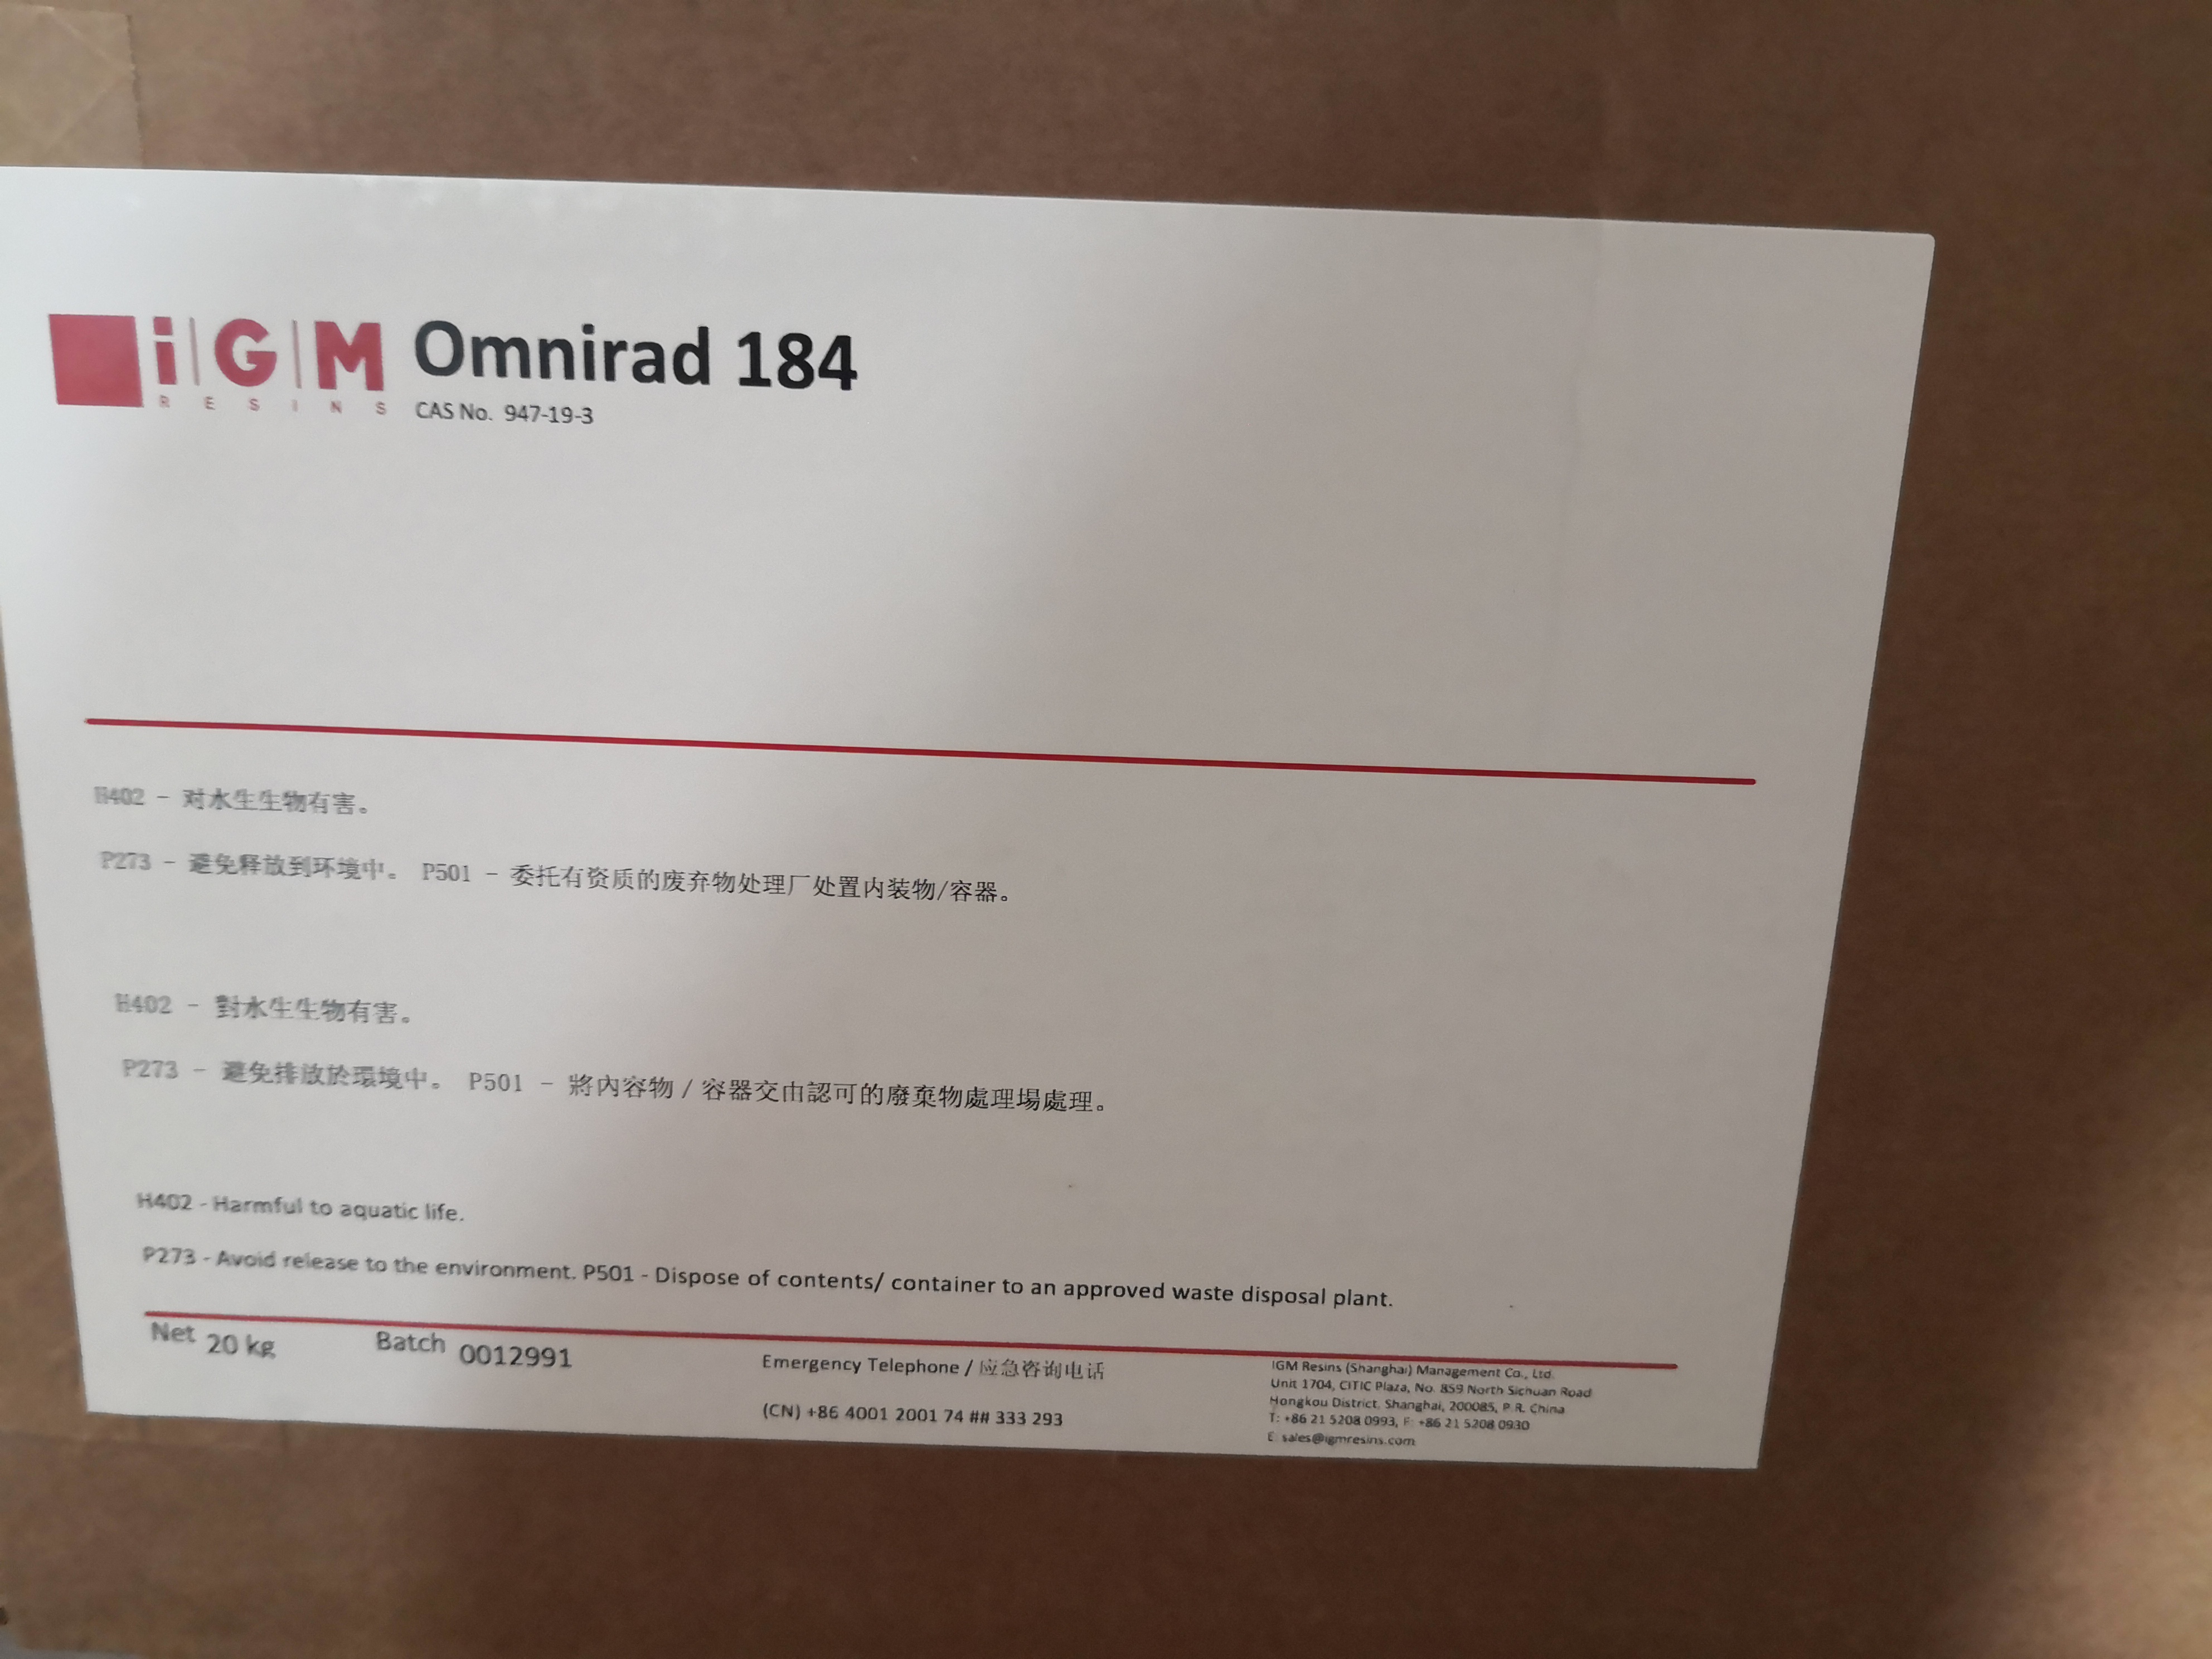 iGM Omnirad 184
RESINS CAS No. 947-19-3
H402 - 对水生生物有害。
P273 - 避免释放到环境中。 P501 - 委托有资质的废弃物处理厂处置内装物/容器。
H402 - 對水生生物有害。
P273 - 避免排放於環境中。 P501 - 將內容物 / 容器交由認可的廢棄物處理場處理。
H402 - Harmful to aquatic life.
P273 - Avoid release to the environment. P501 - Dispose of contents/ container to an approved waste disposal plant.
Net 20 kg Batch 0012991
Emergency Telephone / 应急咨询电话
(CN) +86 4001 2001 74 ## 333 293
IGM Resins (Shanghai) Management Co., Ltd.
Unit 1704, CITIC Plaza, No. 859 North Sichuan Road
Hongkou District, Shanghai, 200085, P.R. China
T: +86 21 5208 0993, F: +86 21 5208 0930
E: sales@igmresins.com